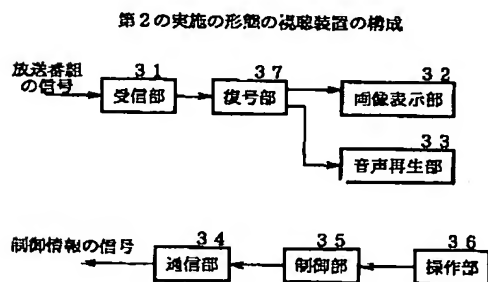 第2の実施の形態の視聴装置の構成
放送番組
の信号
31
受信部
37
復号部
32
画像表示部
33
音声再生部
制御情報の信号
34
通信部
35
制御部
36
操作部